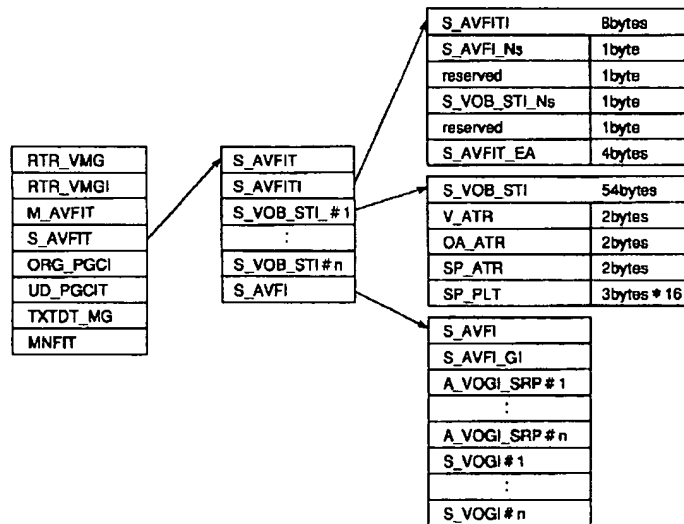 RTR_VMG
RTR_VMGI
M_AVFIT
S_AVFIT
ORG_PGCI
UD_PGCIT
TXTDT_MG
MNFIT
S_AVFIT
S_AVFITI
S_VOB_STI_#1
:
S_VOB_STI#n
S_AVFI
S_AVFITI 8bytes
S_AVFI_Ns 1byte
reserved 1byte
S_VOB_STI_Ns 1byte
reserved 1byte
S_AVFIT_EA 4bytes
S_VOB_STI 54bytes
V_ATR 2bytes
OA_ATR 2bytes
SP_ATR 2bytes
SP_PLT 3bytes*16
S_AVFI
S_AVFI_GI
A_VOGI_SRP#1
:
A_VOGI_SRP#n
S_VOGI#1
:
S_VOGI#n